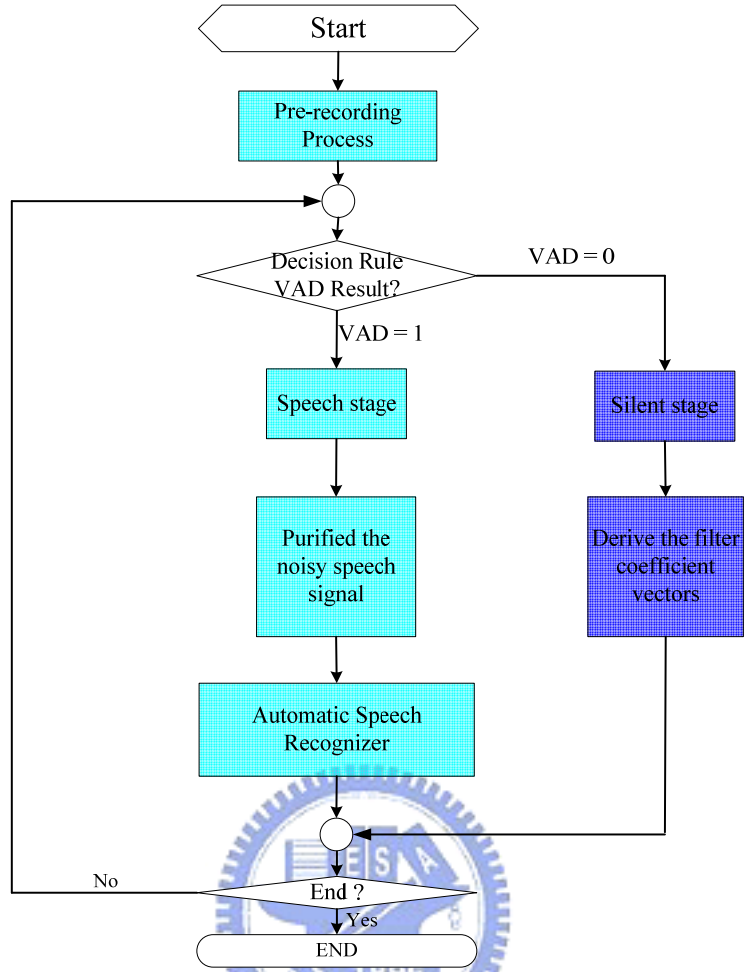 Start
Pre-recording
Process
Decision Rule
VAD Result?
VAD = 0
VAD = 1
Speech stage
Silent stage
Purified the
noisy speech
signal
Derive the filter
coefficient
vectors
Automatic Speech
Recognizer
ESA
No
End ?
Yes
END